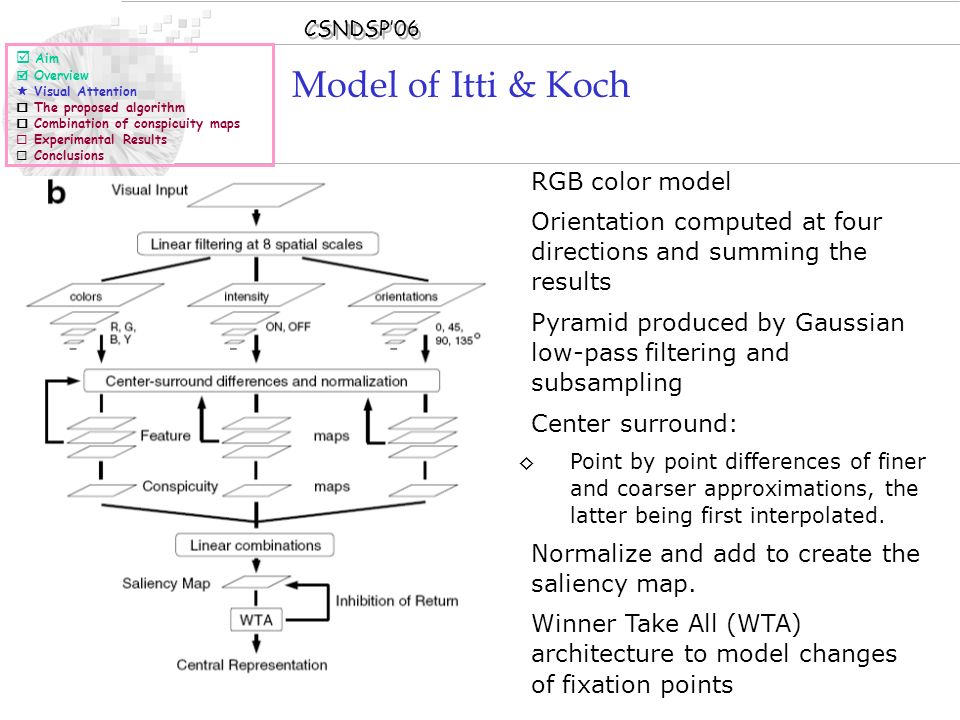 CSNDSP'06
☑ Aim
☑ Overview
★ Visual Attention
□ The proposed algorithm
□ Combination of conspicuity maps
□ Experimental Results
□ Conclusions
Model of Itti & Koch
b
Visual Input
Linear filtering at 8 spatial scales
colors intensity orientations
R, G, ON, OFF 0, 45,
B, Y 90, 135°
Center-surround differences and normalization
Feature maps
Conspicuity maps
Linear combinations
Saliency Map
Inhibition of Return
WTA
Central Representation
RGB color model
Orientation computed at four
directions and summing the
results
Pyramid produced by Gaussian
low-pass filtering and
subsampling
Center surround:
◇ Point by point differences of finer
and coarser approximations, the
latter being first interpolated.
Normalize and add to create the
saliency map.
Winner Take All (WTA)
architecture to model changes
of fixation points